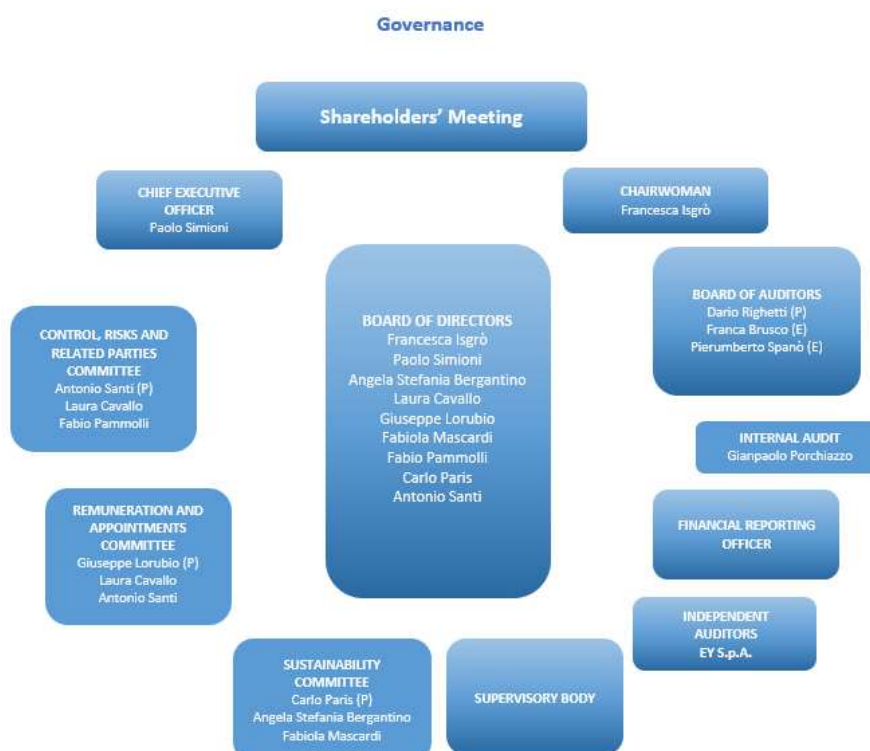 Governance
Shareholders' Meeting
CHIEF EXECUTIVE
OFFICER
Paolo Simioni
CHAIRWOMAN
Francesca Isgrò
BOARD OF DIRECTORS
Francesca Isgrò
Paolo Simioni
Angela Stefania Bergantino
Laura Cavallo
Giuseppe Lorubio
Fabiola Mascardi
Fabio Pammolli
Carlo Paris
Antonio Santi
BOARD OF AUDITORS
Dario Righetti (P)
Franca Brusco (E)
Pierumberto Spanò (E)
CONTROL, RISKS AND
RELATED PARTIES
COMMITTEE
Antonio Santi (P)
Laura Cavallo
Fabio Pammolli
INTERNAL AUDIT
Gianpaolo Porchiazzo
REMUNERATION AND
APPOINTMENTS
COMMITTEE
Giuseppe Lorubio (P)
Laura Cavallo
Antonio Santi
FINANCIAL REPORTING
OFFICER
INDEPENDENT
AUDITORS
EY S.p.A.
SUSTAINABILITY
COMMITTEE
Carlo Paris (P)
Angela Stefania Bergantino
Fabiola Mascardi
SUPERVISORY BODY